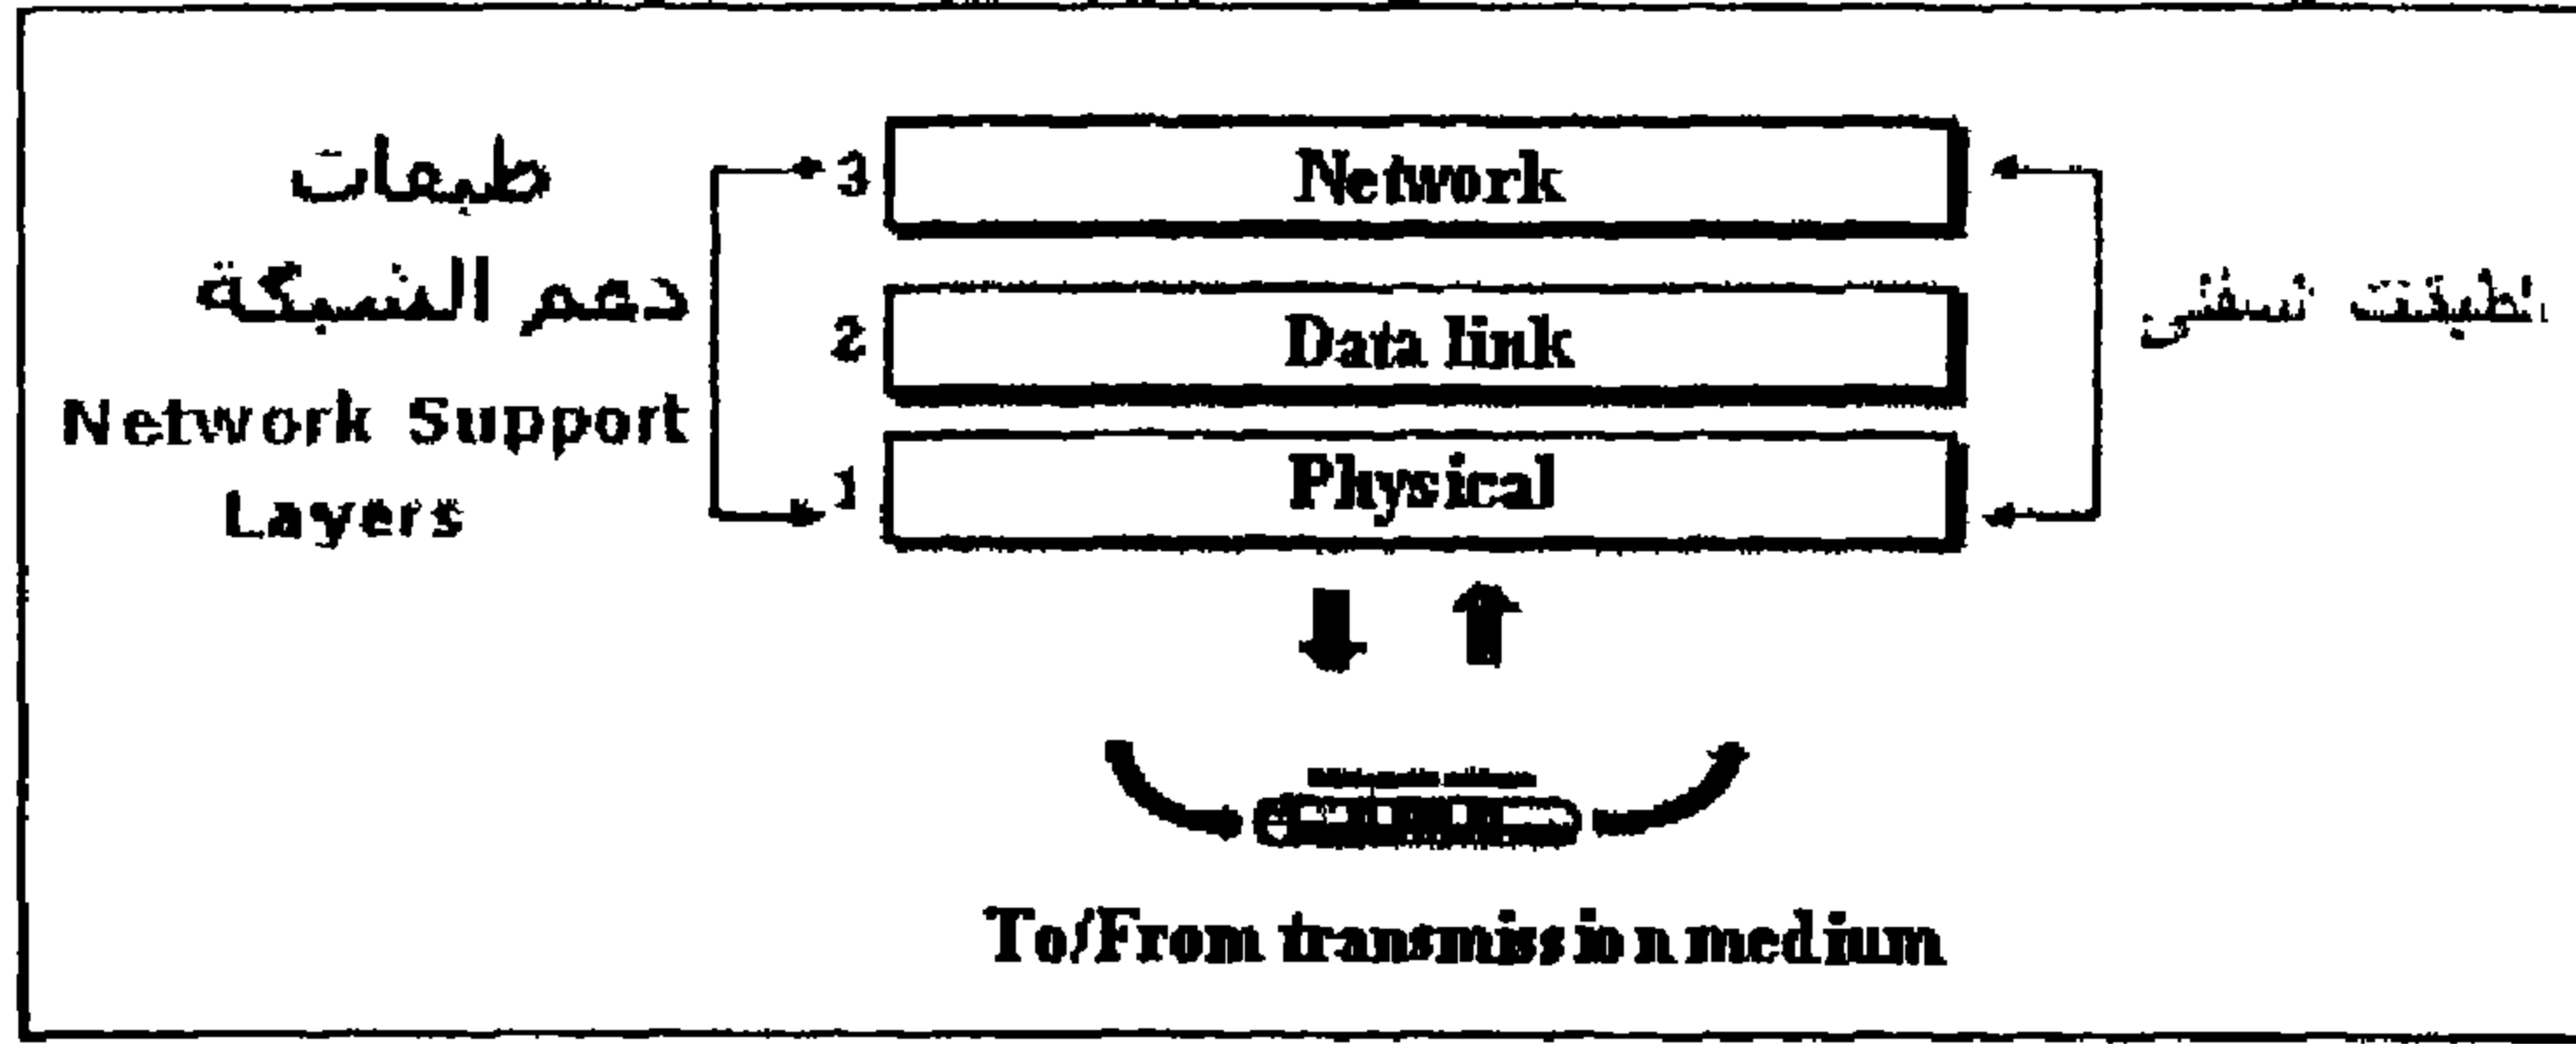 طبقات
دعم الشبكة
Network Support
Layers
3 Network
2 Data link
1 Physical
الطبقات السفلى
To/From transmission medium